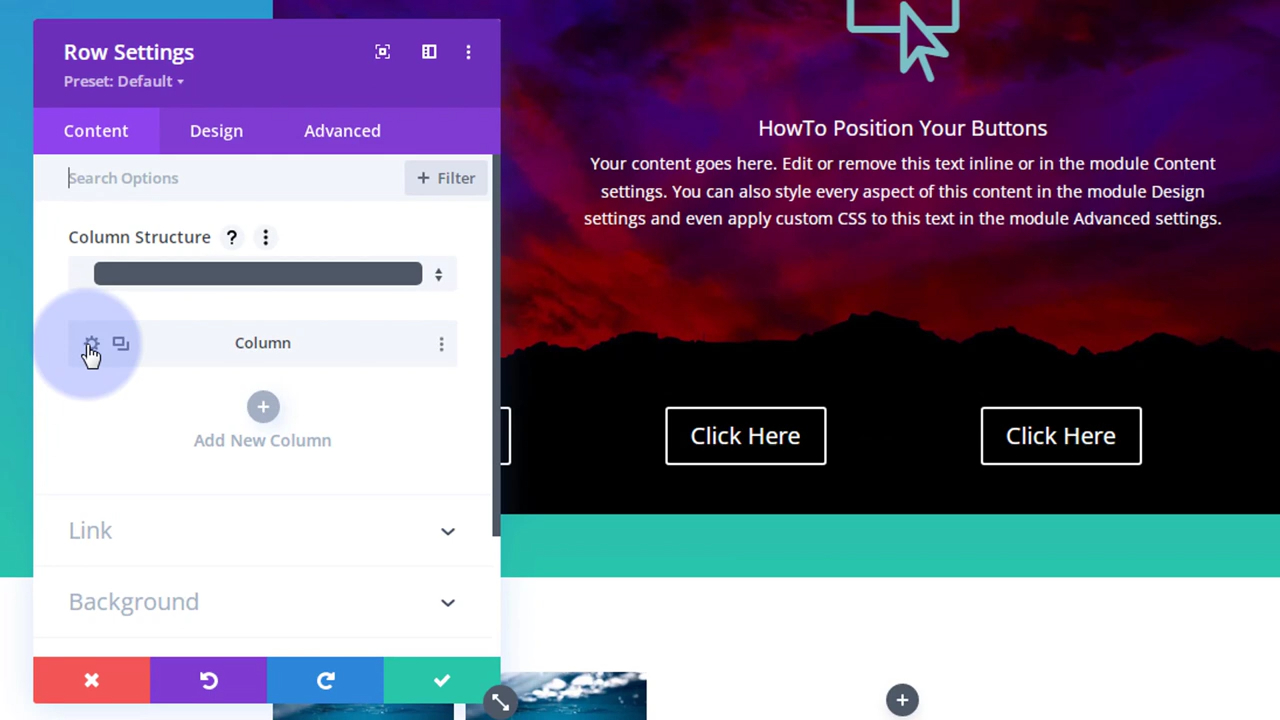 Row Settings
Preset: Default
Content
Design
Advanced
Search Options
+ Filter
Column Structure ?
Column
Add New Column
Link
Background
HowTo Position Your Buttons
Your content goes here. Edit or remove this text inline or in the module Content
settings. You can also style every aspect of this content in the module Design
settings and even apply custom CSS to this text in the module Advanced settings.
Click Here
Click Here